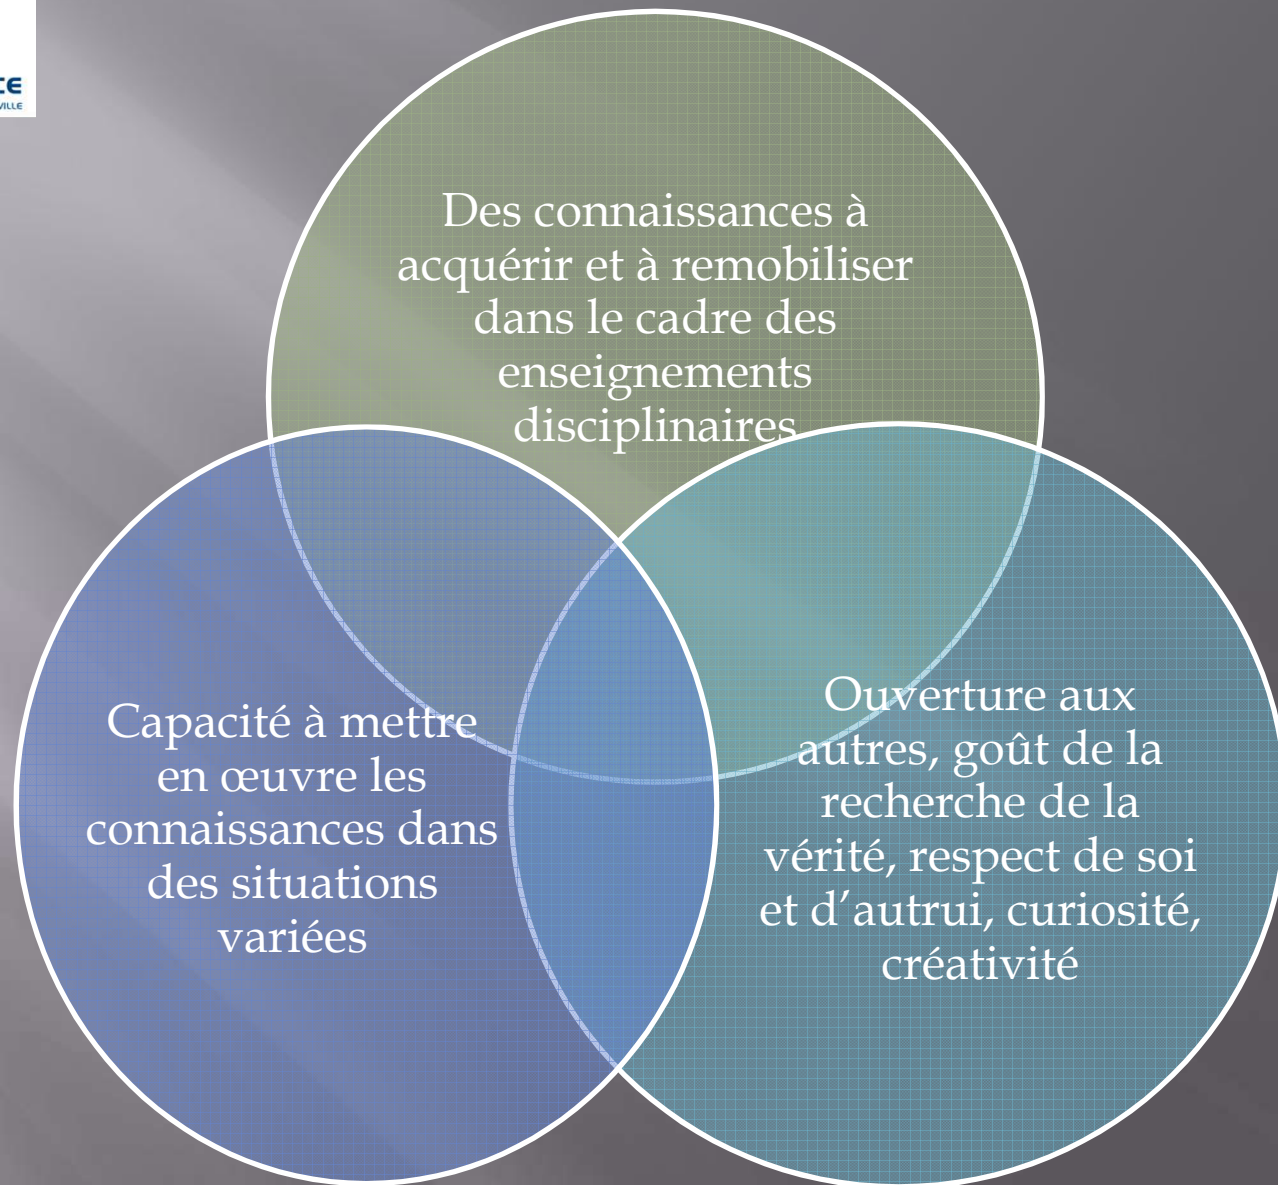 VILLE
Des connaissances à
acquérir et à remobiliser
dans le cadre des
enseignements
disciplinaires
Capacité à mettre
en œuvre les
connaissances dans
des situations
variées
Ouverture aux
autres, goût de la
recherche de la
vérité, respect de soi
et d’autrui, curiosité,
créativité